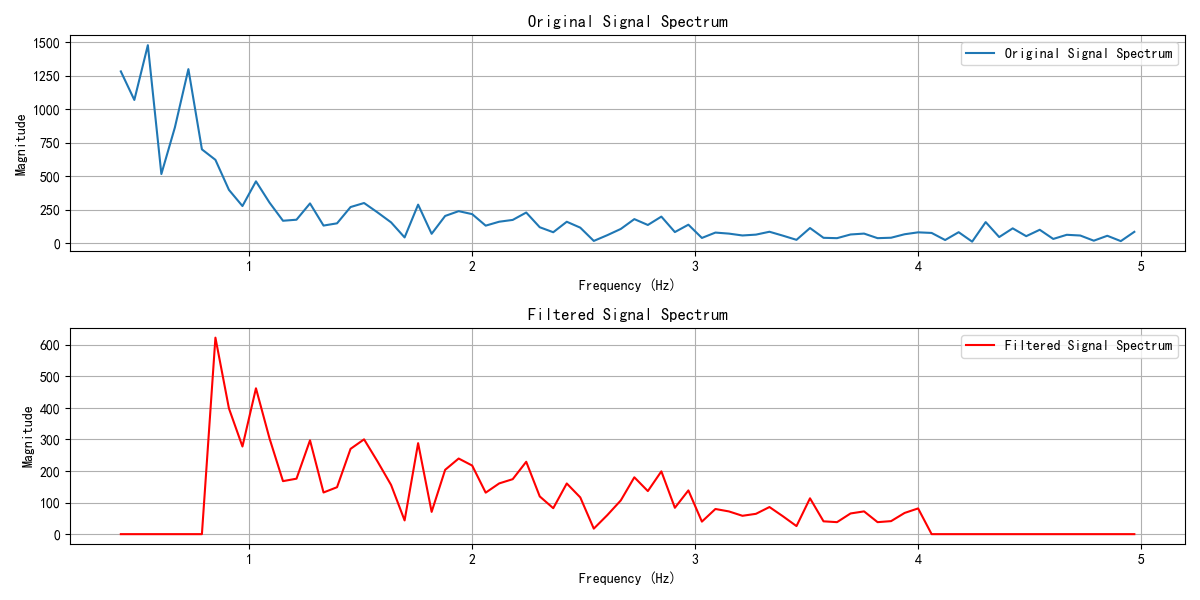 Original Signal Spectrum
1500
1250
1000
750
500
250
0
Magnitude
Original Signal Spectrum
1 2 3 4 5
Frequency (Hz)
Filtered Signal Spectrum
600
500
400
300
200
100
0
Magnitude
Filtered Signal Spectrum
1 2 3 4 5
Frequency (Hz)